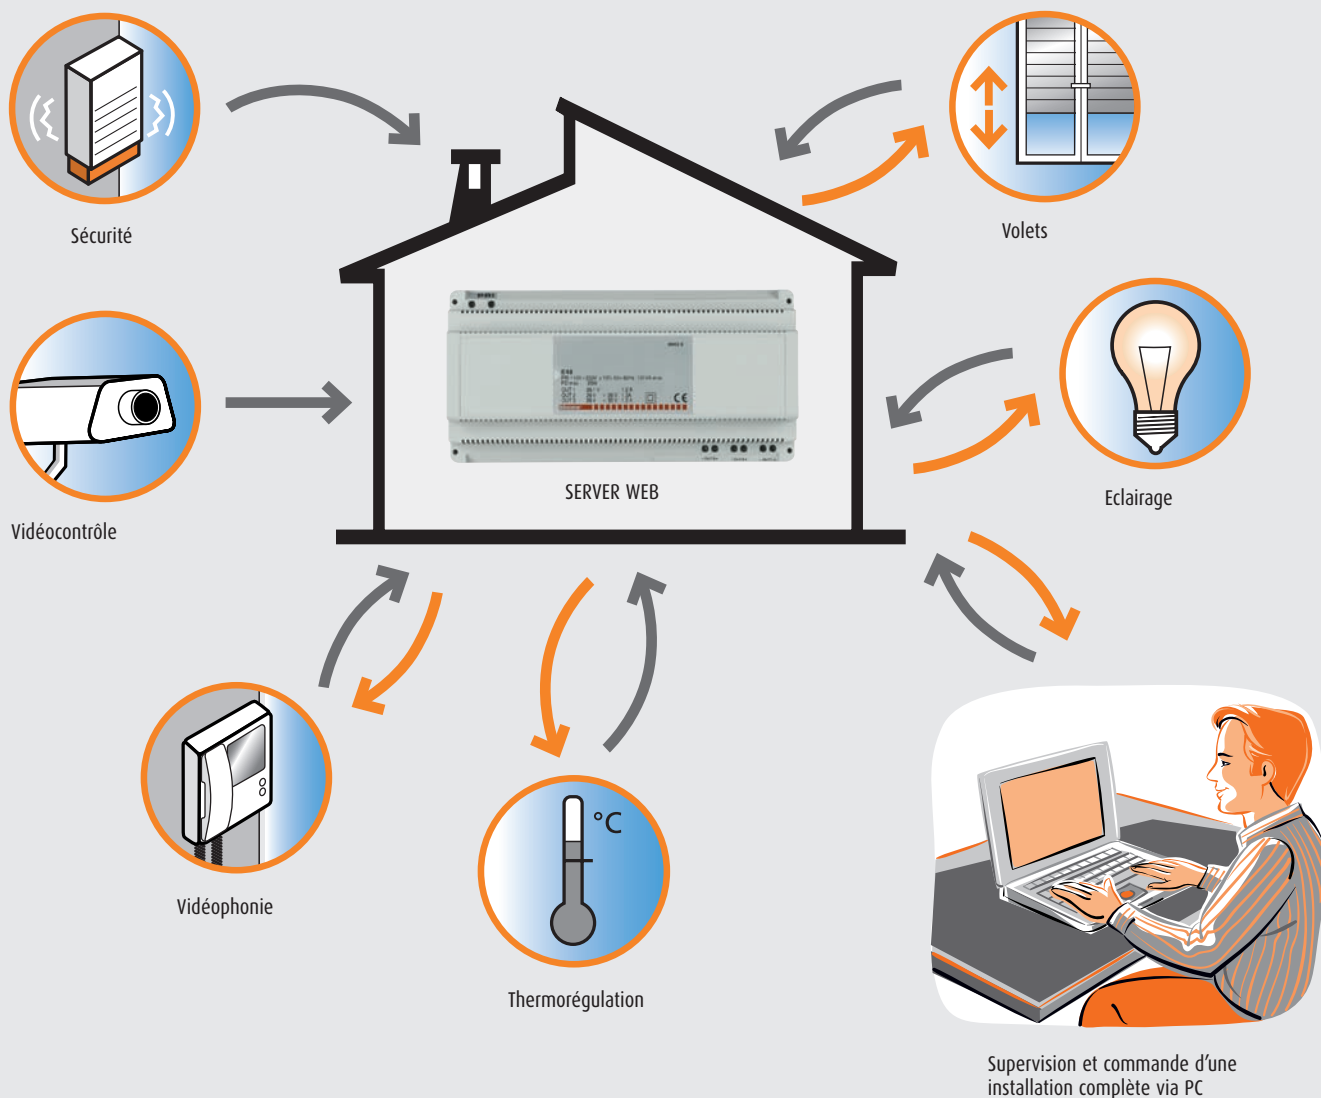 Sécurité
Volets
SERVER WEB
Vidéocontrôle
Eclairage
Vidéophonie
°C
Thermorégulation
Supervision et commande d’une
installation complète via PC